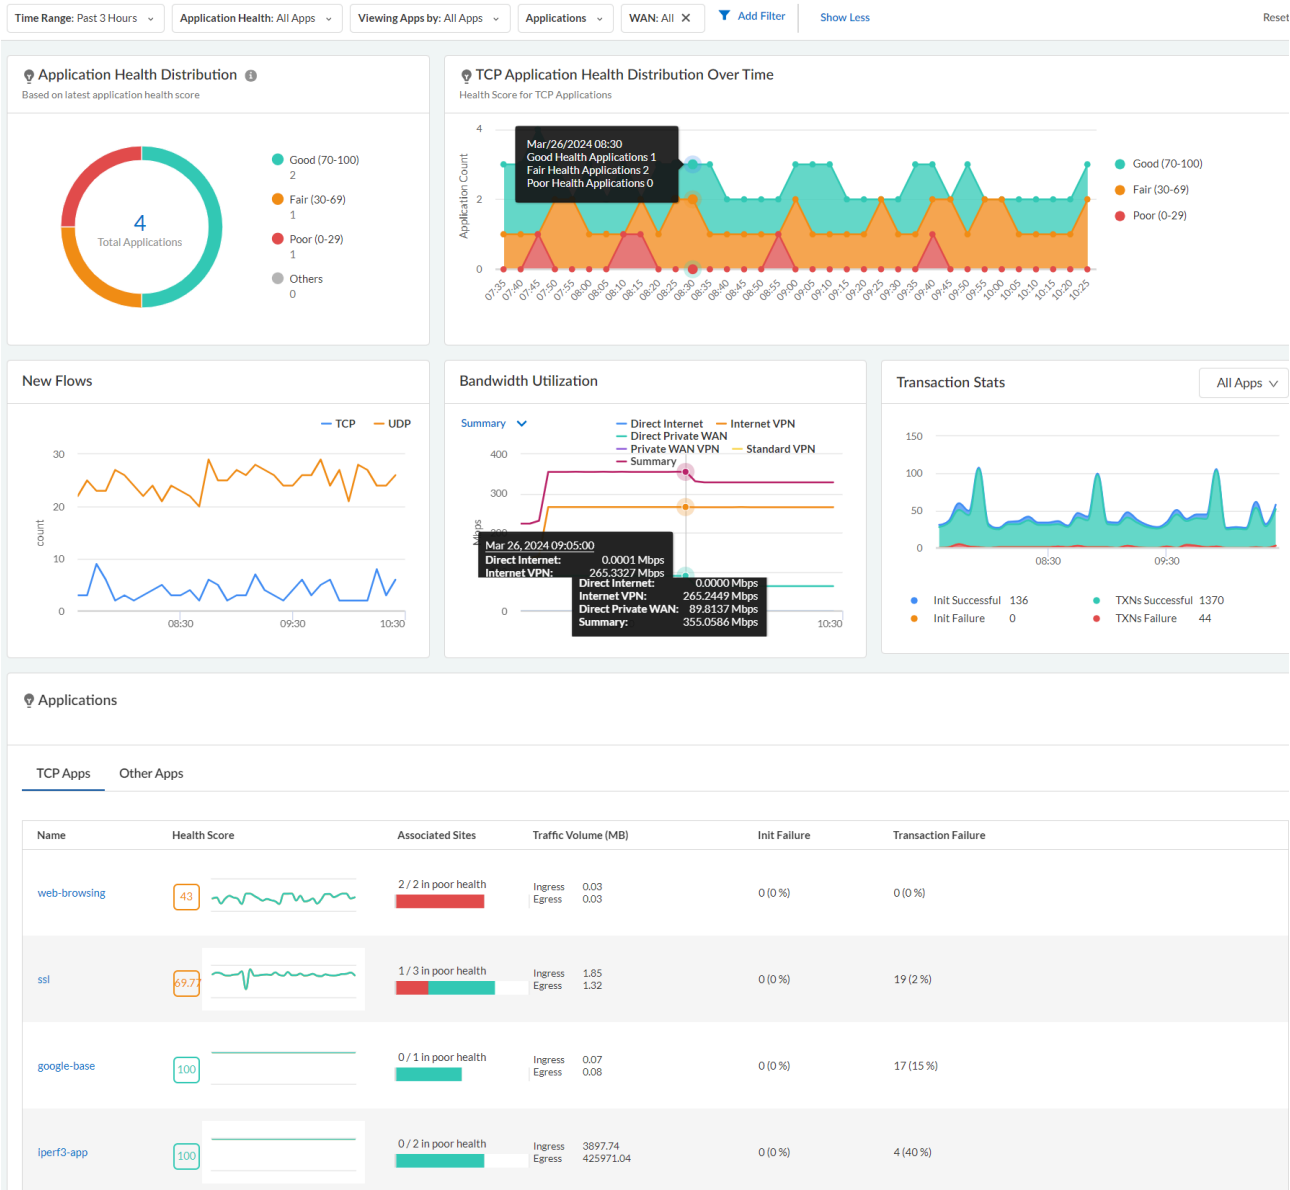 Time Range: Past 3 Hours
Application Health: All Apps
Viewing Apps by: All Apps
Applications
WAN: All ✕
Add Filter
Show Less
Reset
Application Health Distribution
Based on latest application health score
4
Total Applications
Good (70-100)
2
Fair (30-69)
1
Poor (0-29)
1
Others
0
TCP Application Health Distribution Over Time
Health Score for TCP Applications
Application Count
4
2
0
Mar/26/2024 08:30
Good Health Applications 1
Fair Health Applications 2
Poor Health Applications 0
07:35 07:40 07:45 07:50 07:55 08:00 08:05 08:10 08:15 08:20 08:25 08:30 08:35 08:40 08:45 08:50 08:55 09:00 09:05 09:10 09:15 09:20 09:25 09:30 09:35 09:40 09:45 09:50 09:55 10:00 10:05 10:10 10:15 10:20 10:25
Good (70-100)
Fair (30-69)
Poor (0-29)
New Flows
TCP UDP
count
30
20
10
0
08:30 09:30 10:30
Bandwidth Utilization
Summary
Direct Internet Internet VPN
Direct Private WAN
Private WAN VPN Standard VPN
Summary
Mbps
400
300
200
0
Mar 26, 2024 09:05:00
Direct Internet: 0.0001 Mbps
Internet VPN: 265.3327 Mbps
Direct Internet: 0.0000 Mbps
Internet VPN: 265.2449 Mbps
Direct Private WAN: 89.8137 Mbps
Summary: 355.0586 Mbps
10:30
Transaction Stats
All Apps
150
100
50
0
08:30 09:30
Init Successful 136
TXNs Successful 1370
Init Failure 0
TXNs Failure 44
Applications
TCP Apps Other Apps
Name Health Score Associated Sites Traffic Volume (MB) Init Failure Transaction Failure
web-browsing 43 2 / 2 in poor health Ingress 0.03 Egress 0.03 0 (0 %) 0 (0 %)
ssl 69.77 1 / 3 in poor health Ingress 1.85 Egress 1.32 0 (0 %) 19 (2 %)
google-base 100 0 / 1 in poor health Ingress 0.07 Egress 0.08 0 (0 %) 17 (15 %)
iperf3-app 100 0 / 2 in poor health Ingress 3897.74 Egress 425971.04 0 (0 %) 4 (40 %)